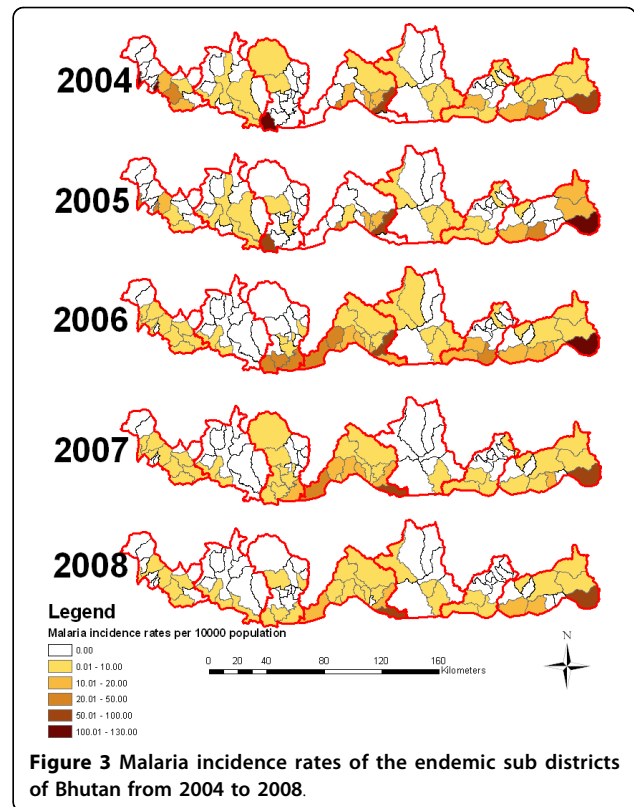 2004
2005
2006
2007
2008
Legend
Malaria incidence rates per 10000 population
0.00
0.01 - 10.00
10.01 - 20.00
20.01 - 50.00
50.01 - 100.00
100.01 - 130.00
0 20 40 80 120 160
Kilometers
N
Figure 3 Malaria incidence rates of the endemic sub districts
of Bhutan from 2004 to 2008.